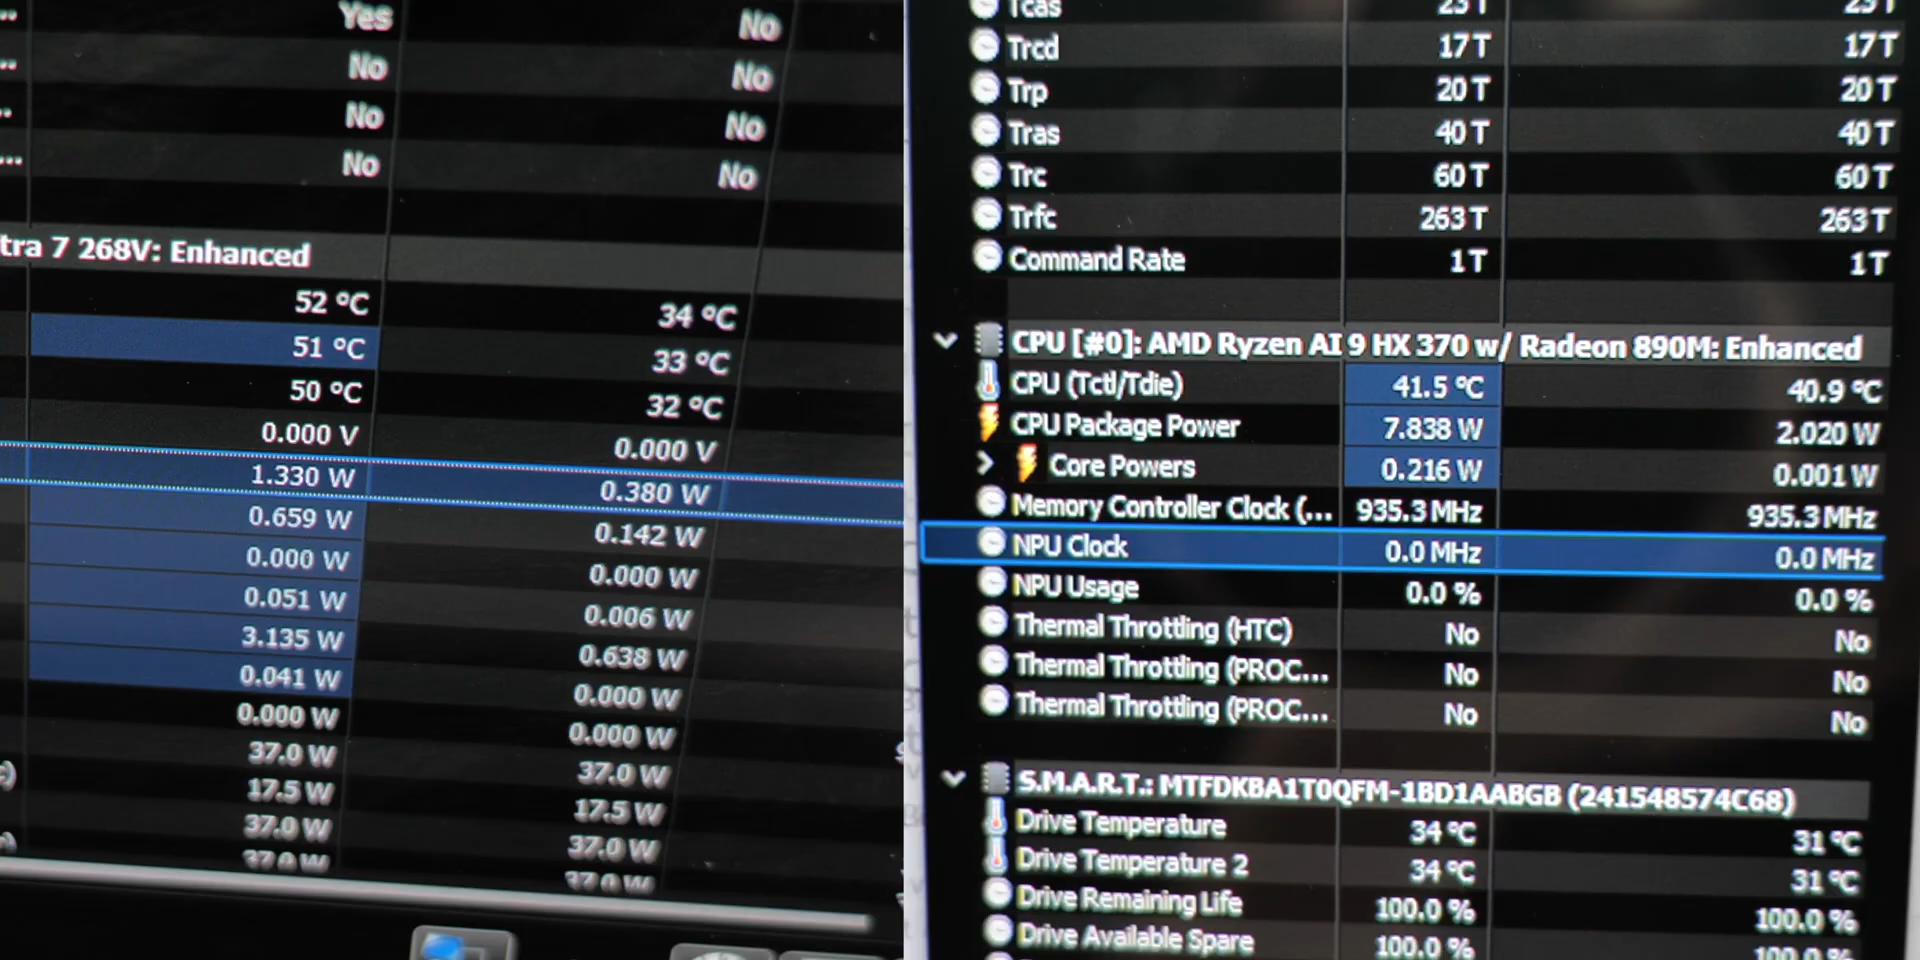 Yes No
No No
No No
No No
tra 7 268V: Enhanced
52 °C 34 °C
51 °C 33 °C
50 °C 32 °C
0.000 V 0.000 V
1.330 W 0.380 W
0.659 W 0.142 W
0.000 W 0.000 W
0.051 W 0.006 W
3.135 W 0.638 W
0.041 W 0.000 W
0.000 W 0.000 W
37.0 W 37.0 W
17.5 W 17.5 W
37.0 W 37.0 W
37.0 W 37.0 W
Tcas 23 T 23 T
Trcd 17 T 17 T
Trp 20 T 20 T
Tras 40 T 40 T
Trc 60 T 60 T
Trfc 263 T 263 T
Command Rate 1 T 1 T
CPU [#0]: AMD Ryzen AI 9 HX 370 w/ Radeon 890M: Enhanced
CPU (Tctl/Tdie) 41.5 °C 40.9 °C
CPU Package Power 7.838 W 2.020 W
Core Powers 0.216 W 0.001 W
Memory Controller Clock (... 935.3 MHz 935.3 MHz
NPU Clock 0.0 MHz 0.0 MHz
NPU Usage 0.0 % 0.0 %
Thermal Throttling (HTC) No No
Thermal Throttling (PROC... No No
Thermal Throttling (PROC... No No
S.M.A.R.T.: MTFDKBA1T0QFM-1BD1AABGB (241548574C68)
Drive Temperature 34 °C 31 °C
Drive Temperature 2 34 °C 31 °C
Drive Remaining Life 100.0 % 100.0 %
Drive Available Spare 100.0 % 100.0 %